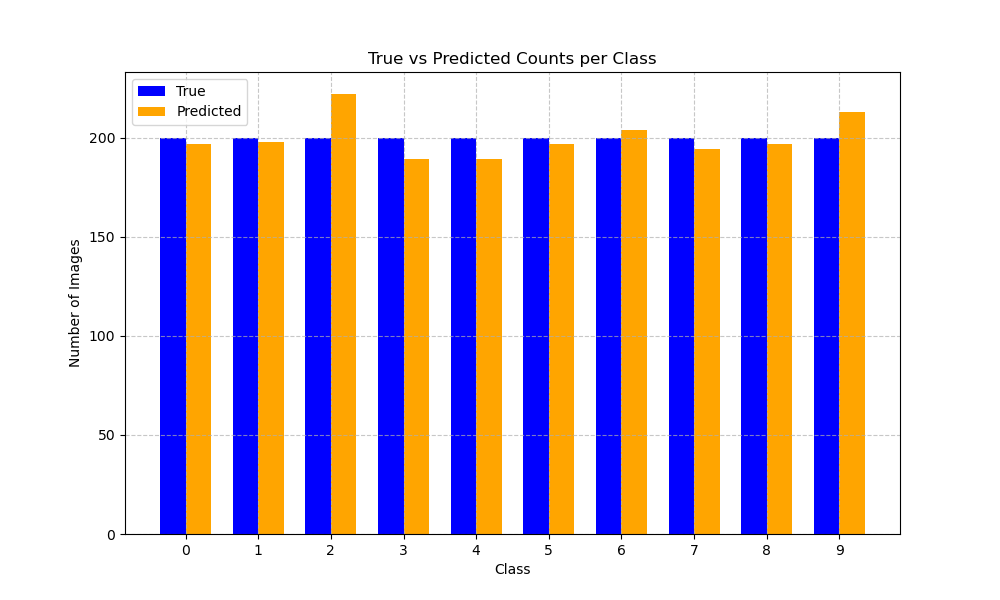 True vs Predicted Counts per Class
True
Predicted
Number of Images
200
150
100
50
0
0 1 2 3 4 5 6 7 8 9
Class